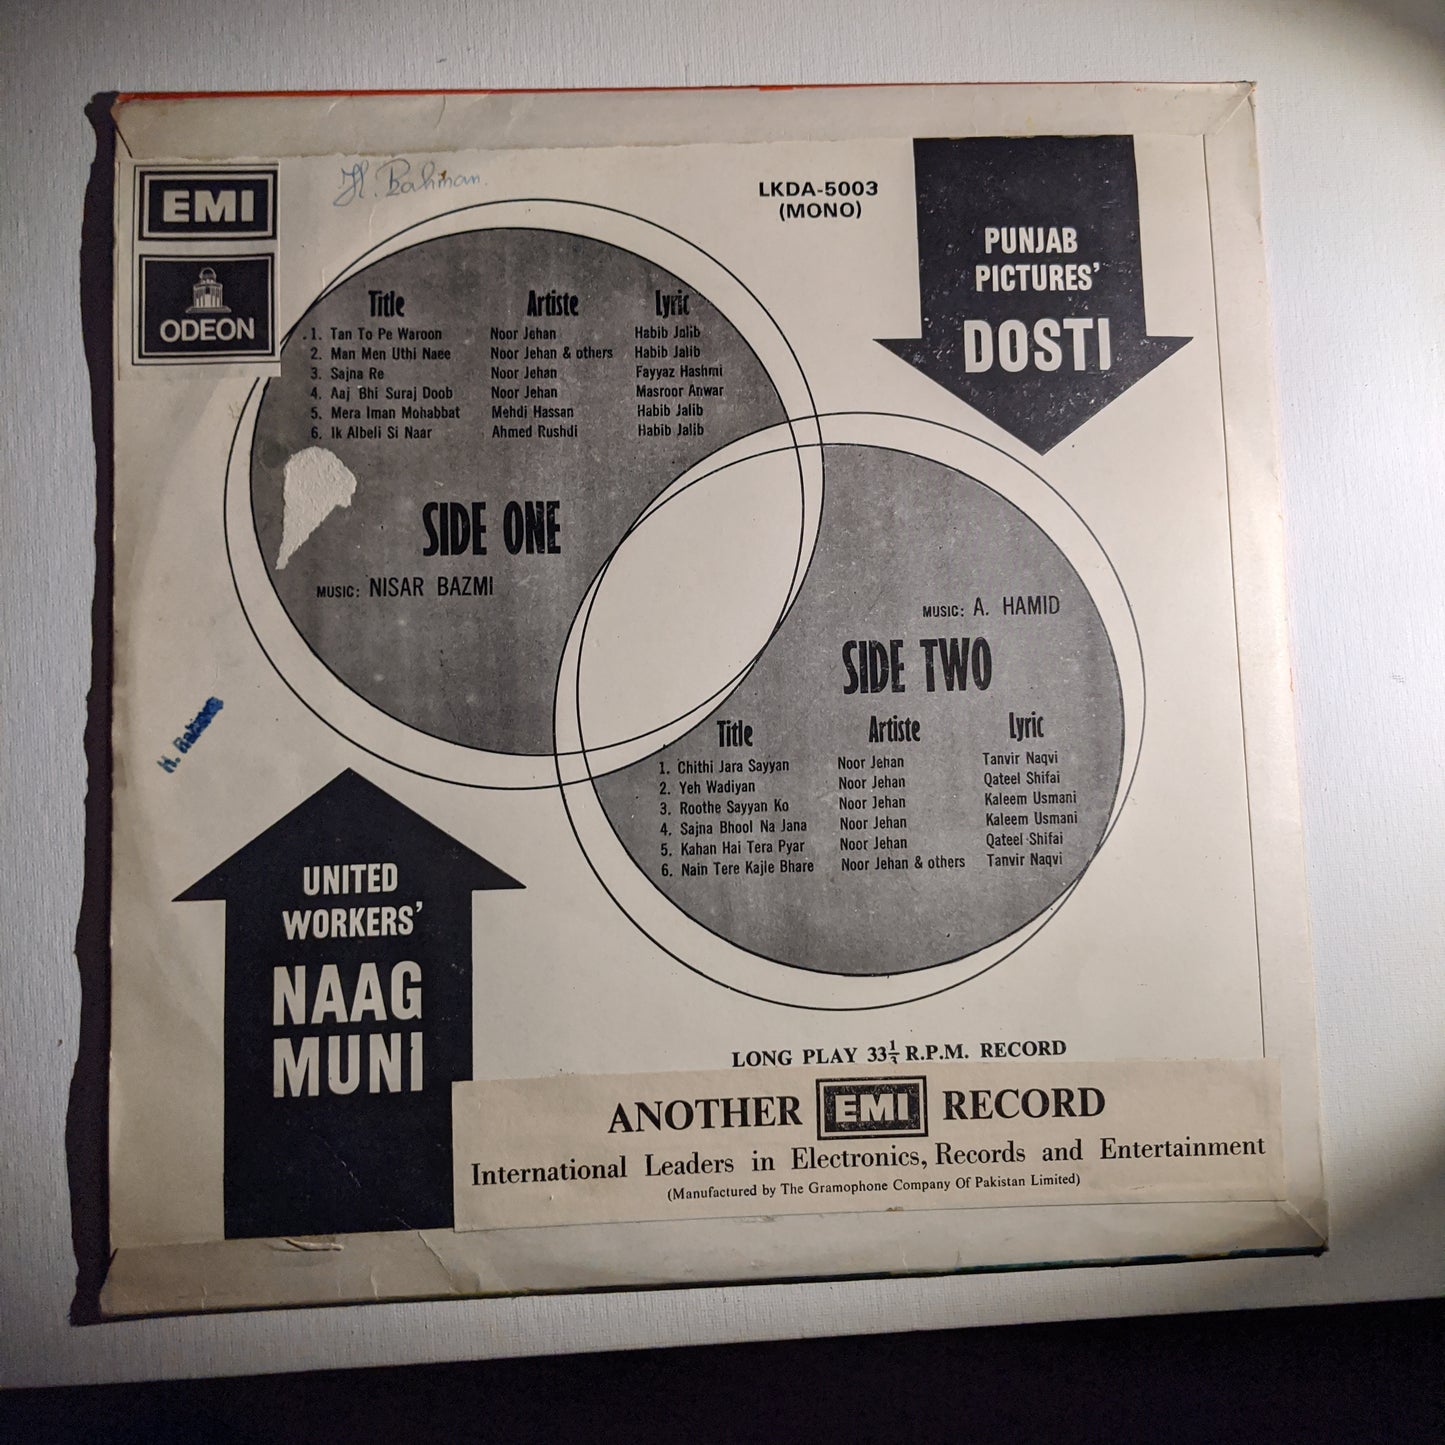 EMI
ODEON
H. Rahman.
LKDA-5003
(MONO)
PUNJAB
PICTURES'
DOSTI
Title Artiste Lyric
1. Tan To Pe Waroon Noor Jehan Habib Jalib
2. Man Men Uthi Naee Noor Jehan & others Habib Jalib
3. Sajna Re Noor Jehan Fayyaz Hashmi
4. Aaj Bhi Suraj Doob Noor Jehan Masroor Anwar
5. Mera Iman Mohabbat Mehdi Hassan Habib Jalib
6. Ik Albeli Si Naar Ahmed Rushdi Habib Jalib
SIDE ONE
MUSIC: NISAR BAZMI
MUSIC: A. HAMID
SIDE TWO
Title Artiste Lyric
1. Chithi Jara Sayyan Noor Jehan Tanvir Naqvi
2. Yeh Wadiyan Noor Jehan Qateel Shifai
3. Roothe Sayyan Ko Noor Jehan Kaleem Usmani
4. Sajna Bhool Na Jana Noor Jehan Kaleem Usmani
5. Kahan Hai Tera Pyar Noor Jehan Qateel Shifai
6. Nain Tere Kajle Bhare Noor Jehan & others Tanvir Naqvi
H. Rahman
UNITED
WORKERS'
NAAG
MUNI
LONG PLAY 33⅓ R.P.M. RECORD
ANOTHER EMI RECORD
International Leaders in Electronics, Records and Entertainment
(Manufactured by The Gramophone Company Of Pakistan Limited)